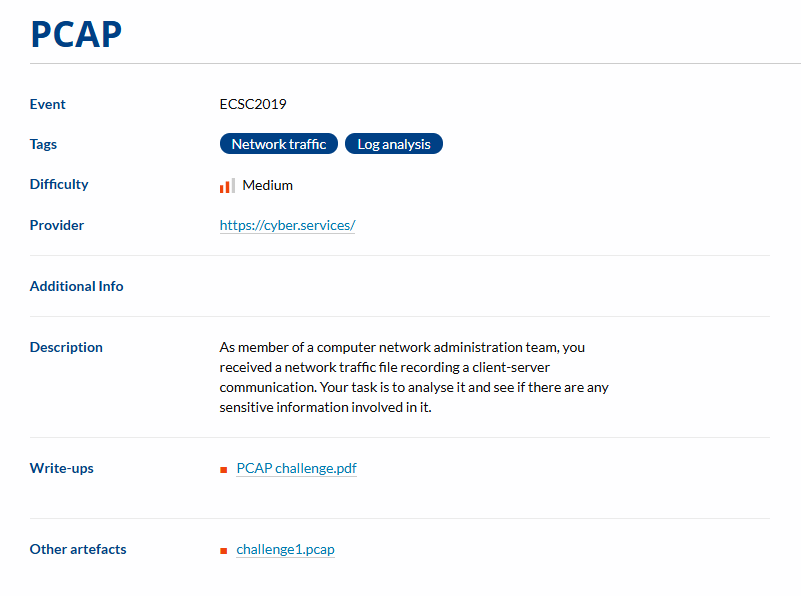 PCAP
Event ECSC2019
Tags Network traffic Log analysis
Difficulty Medium
Provider https://cyber.services/
Additional Info
Description As member of a computer network administration team, you
received a network traffic file recording a client-server
communication. Your task is to analyse it and see if there are any
sensitive information involved in it.
Write-ups PCAP challenge.pdf
Other artefacts challenge1.pcap